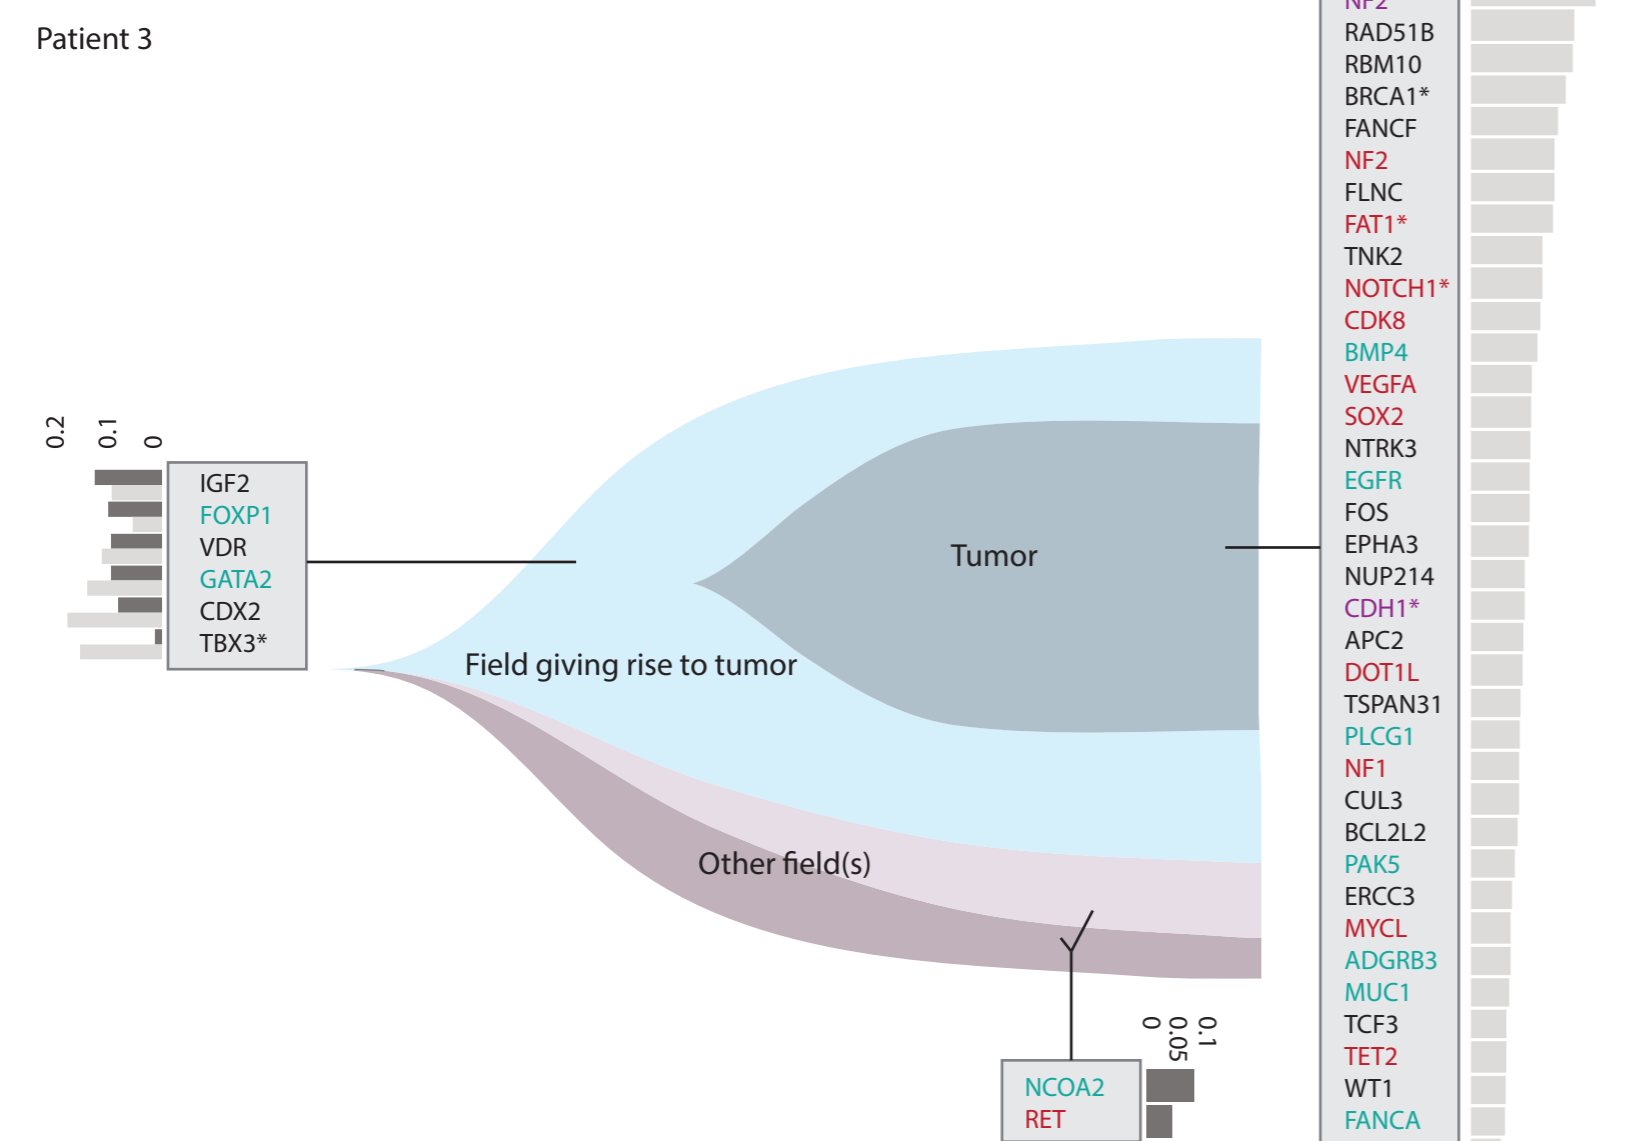 Patient 3
0.2
0.1
0
IGF2
FOXP1
VDR
GATA2
CDX2
TBX3*
Tumor
Field giving rise to tumor
Other field(s)
0
0.05
0.1
NCOA2
RET
NF2
RAD51B
RBM10
BRCA1*
FANCF
NF2
FLNC
FAT1*
TNK2
NOTCH1*
CDK8
BMP4
VEGFA
SOX2
NTRK3
EGFR
FOS
EPHA3
NUP214
CDH1*
APC2
DOT1L
TSPAN31
PLCG1
NF1
CUL3
BCL2L2
PAK5
ERCC3
MYCL
ADGRB3
MUC1
TCF3
TET2
WT1
FANCA